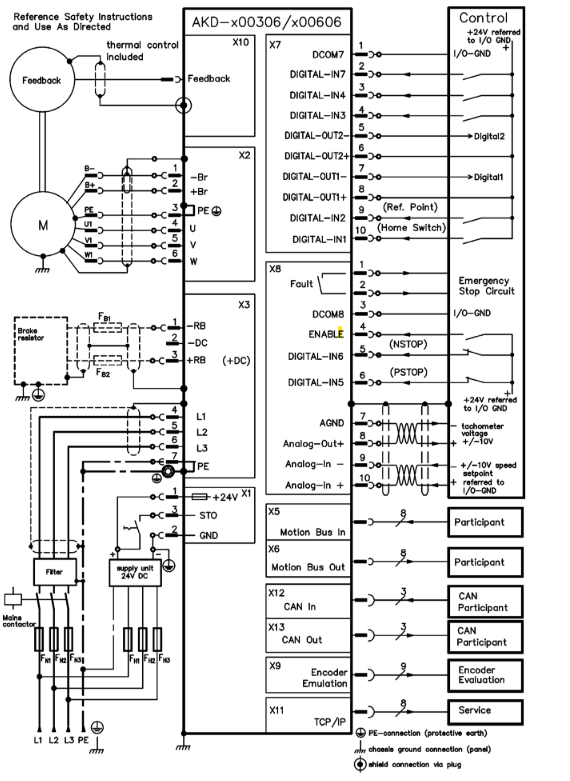 Reference Safety Instructions
and Use As Directed
AKD-x00306/x00606
Control
thermal control
included
X10
Feedback
Feedback
X2
B-
1
-Br
B+
2
+Br
PE
3
PE
U1
4
U
V1
5
V
W1
6
W
M
X3
Brake
resistor
FB1
1
-RB
2
-DC
FB2
3
+RB
(+DC)
4
L1
5
L2
6
L3
7
PE
X1
1
+24V
3
STO
2
GND
+
-
Filter
supply unit
24V DC
Mains
contactor
FN1
FN2
FN3
FH1
FH2
FH3
L1
L2
L3
PE
X7
+24V referred
to I/O GND
+
DCOM7
1
I/O-GND
DIGITAL-IN7
2
DIGITAL-IN4
3
DIGITAL-IN3
4
DIGITAL-OUT2-
5
Digital2
DIGITAL-OUT2+
6
DIGITAL-OUT1-
7
Digital1
DIGITAL-OUT1+
8
DIGITAL-IN2
9
(Ref. Point)
DIGITAL-IN1
10
(Home Switch)
X8
Fault
1
2
Emergency
Stop Circuit
DCOM8
3
I/O-GND
ENABLE
4
DIGITAL-IN6
5
(NSTOP)
DIGITAL-IN5
6
(PSTOP)
+
+24V referred
to I/O GND
AGND
7
-
tachometer
voltage
Analog-Out+
8
+
+/-10V
Analog-In -
9
-
+/-10V speed
setpoint
Analog-In +
10
+
referred to
I/O-GND
X5
Motion Bus In
8
Participant
X6
Motion Bus Out
8
Participant
X12
CAN In
3
CAN
Participant
X13
CAN Out
3
CAN
Participant
X9
Encoder
Emulation
9
Encoder
Evaluation
X11
TCP/IP
8
Service
PE-connection (protective earth)
chassis ground connection (panel)
shield connection via plug